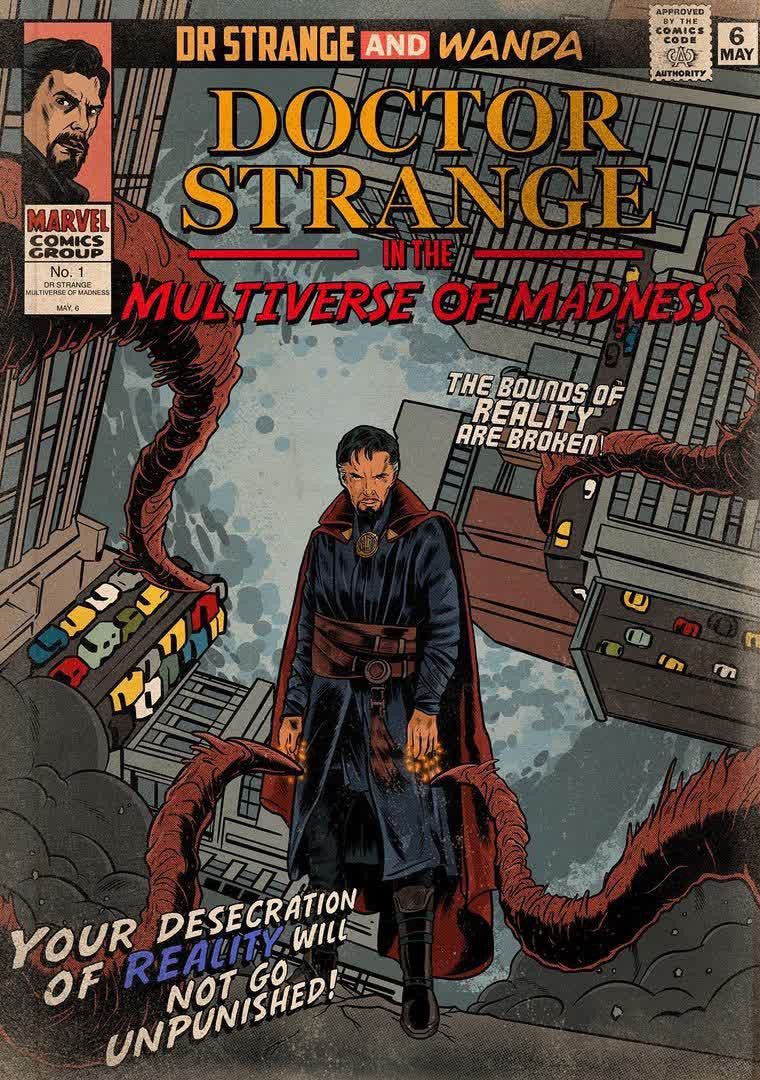 DR STRANGE AND WANDA
APPROVED
BY THE
COMICS
CODE
CA
AUTHORITY
6
MAY
DOCTOR
STRANGE
IN THE
MULTIVERSE OF MADNESS
MARVEL
COMICS
GROUP
No. 1
DR STRANGE
MULTIVERSE OF MADNESS
MAY, 6
THE BOUNDS OF
REALITY
ARE BROKEN!
YOUR DESECRATION
OF REALITY WILL
NOT GO
UNPUNISHED!